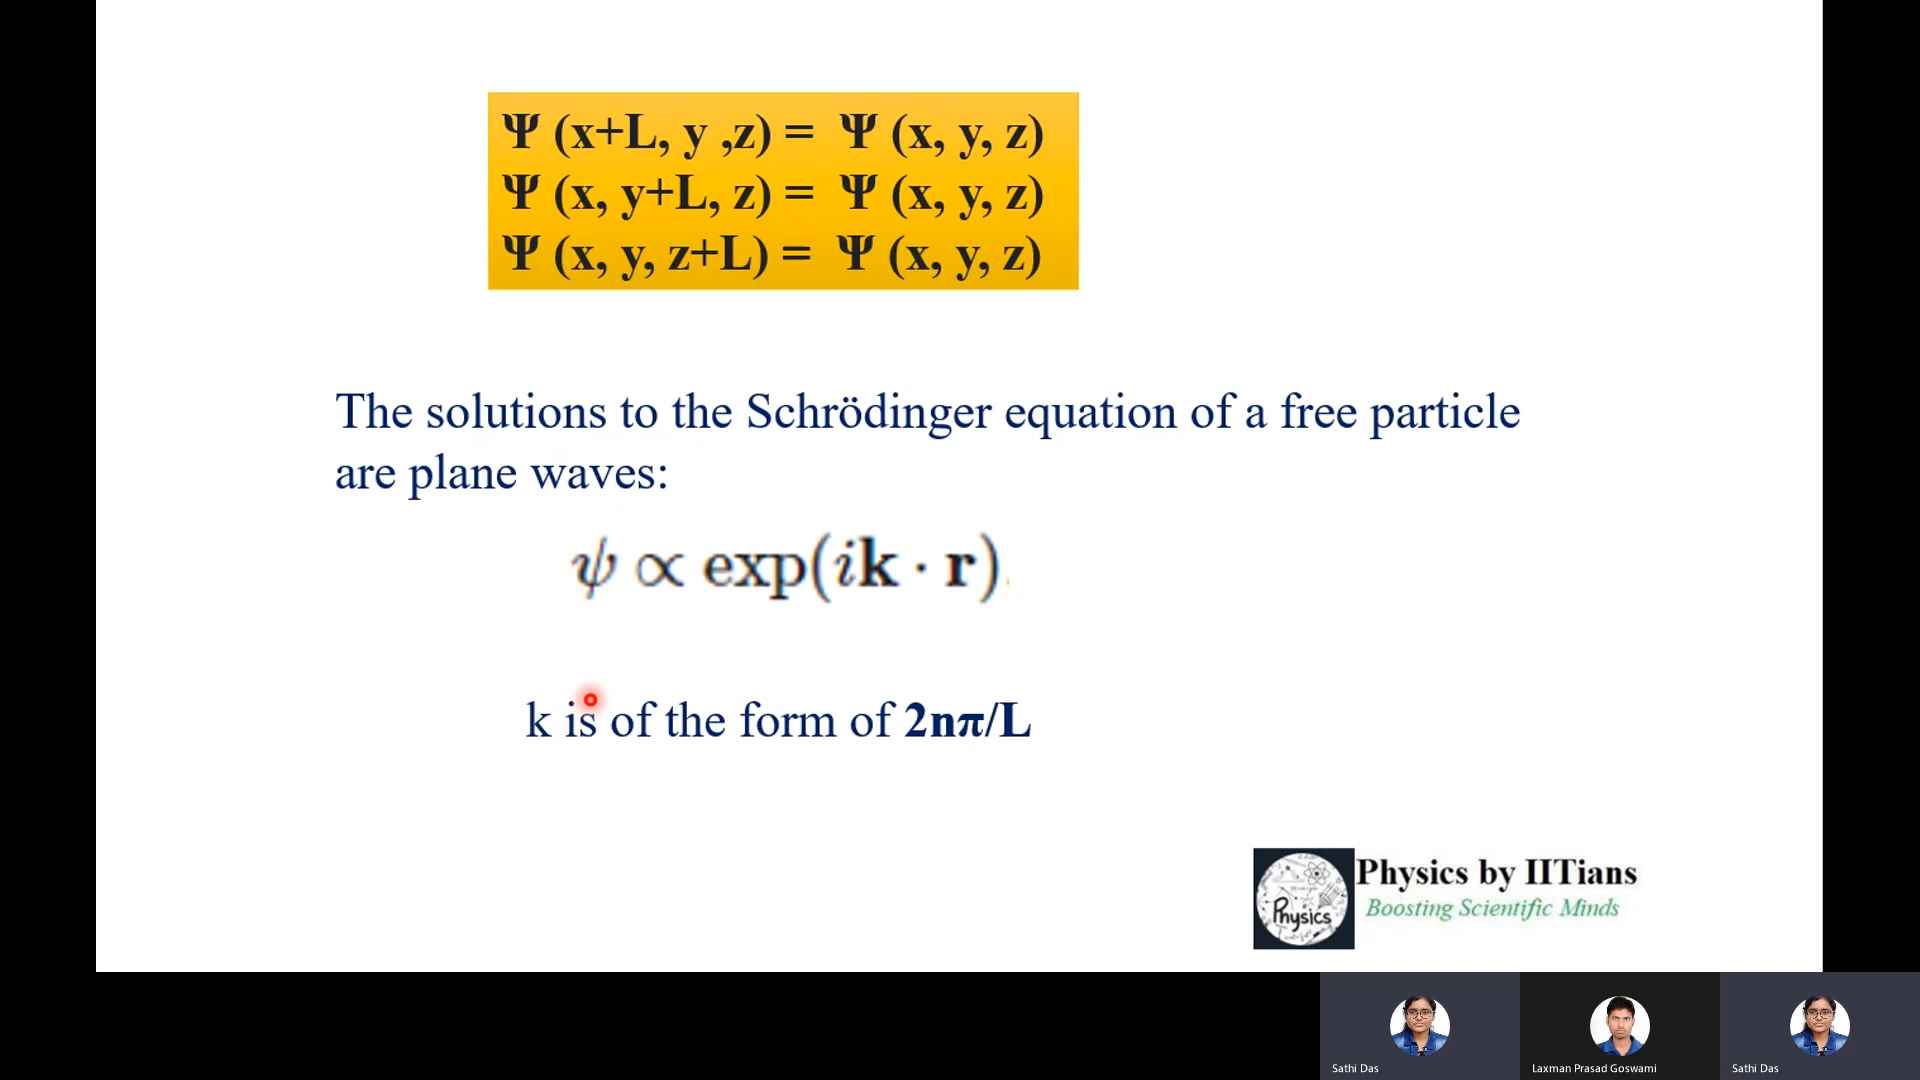 Ψ (x+L, y ,z) = Ψ (x, y, z)
Ψ (x, y+L, z) = Ψ (x, y, z)
Ψ (x, y, z+L) = Ψ (x, y, z)
The solutions to the Schrödinger equation of a free particle
are plane waves:
ψ ∝ exp(ik · r)
k is of the form of 2nπ/L
Physics
Physics by IITians
Boosting Scientific Minds
Sathi Das
Laxman Prasad Goswami
Sathi Das